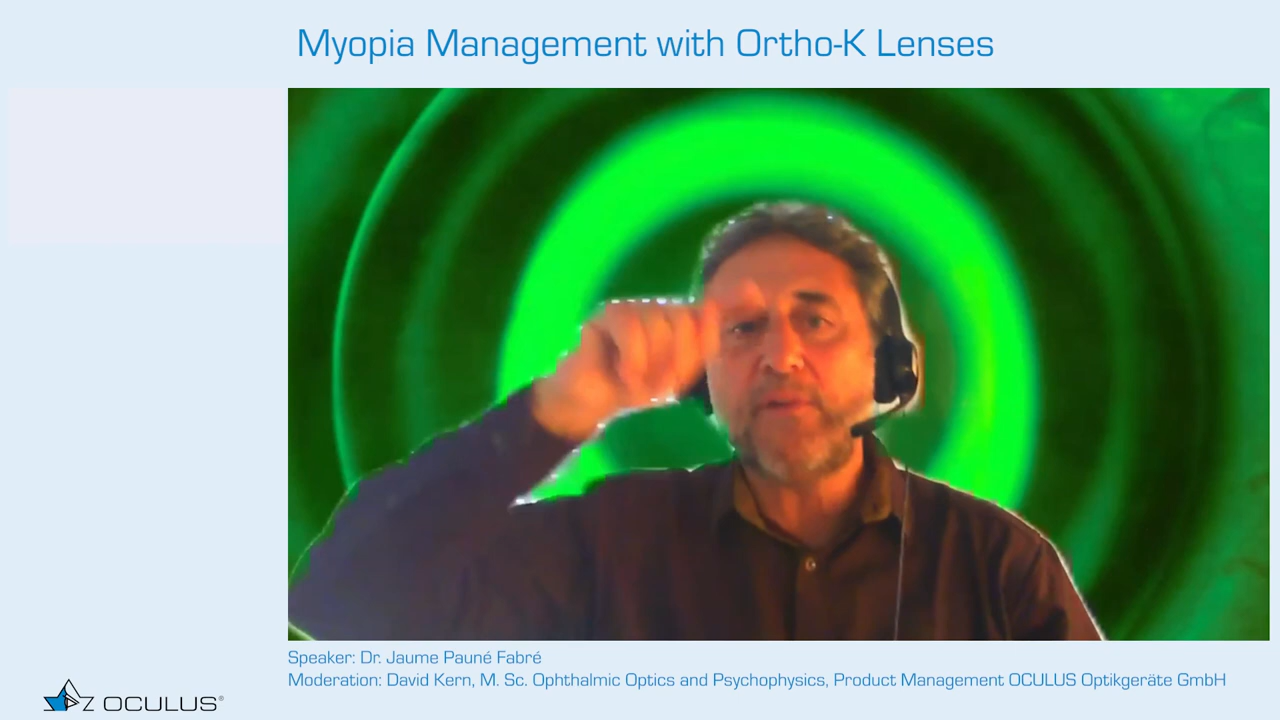 Myopia Management with Ortho-K Lenses
Speaker: Dr. Jaume Pauné Fabré
Moderation: David Kern, M. Sc. Ophthalmic Optics and Psychophysics, Product Management OCULUS Optikgeräte GmbH
OCULUS®